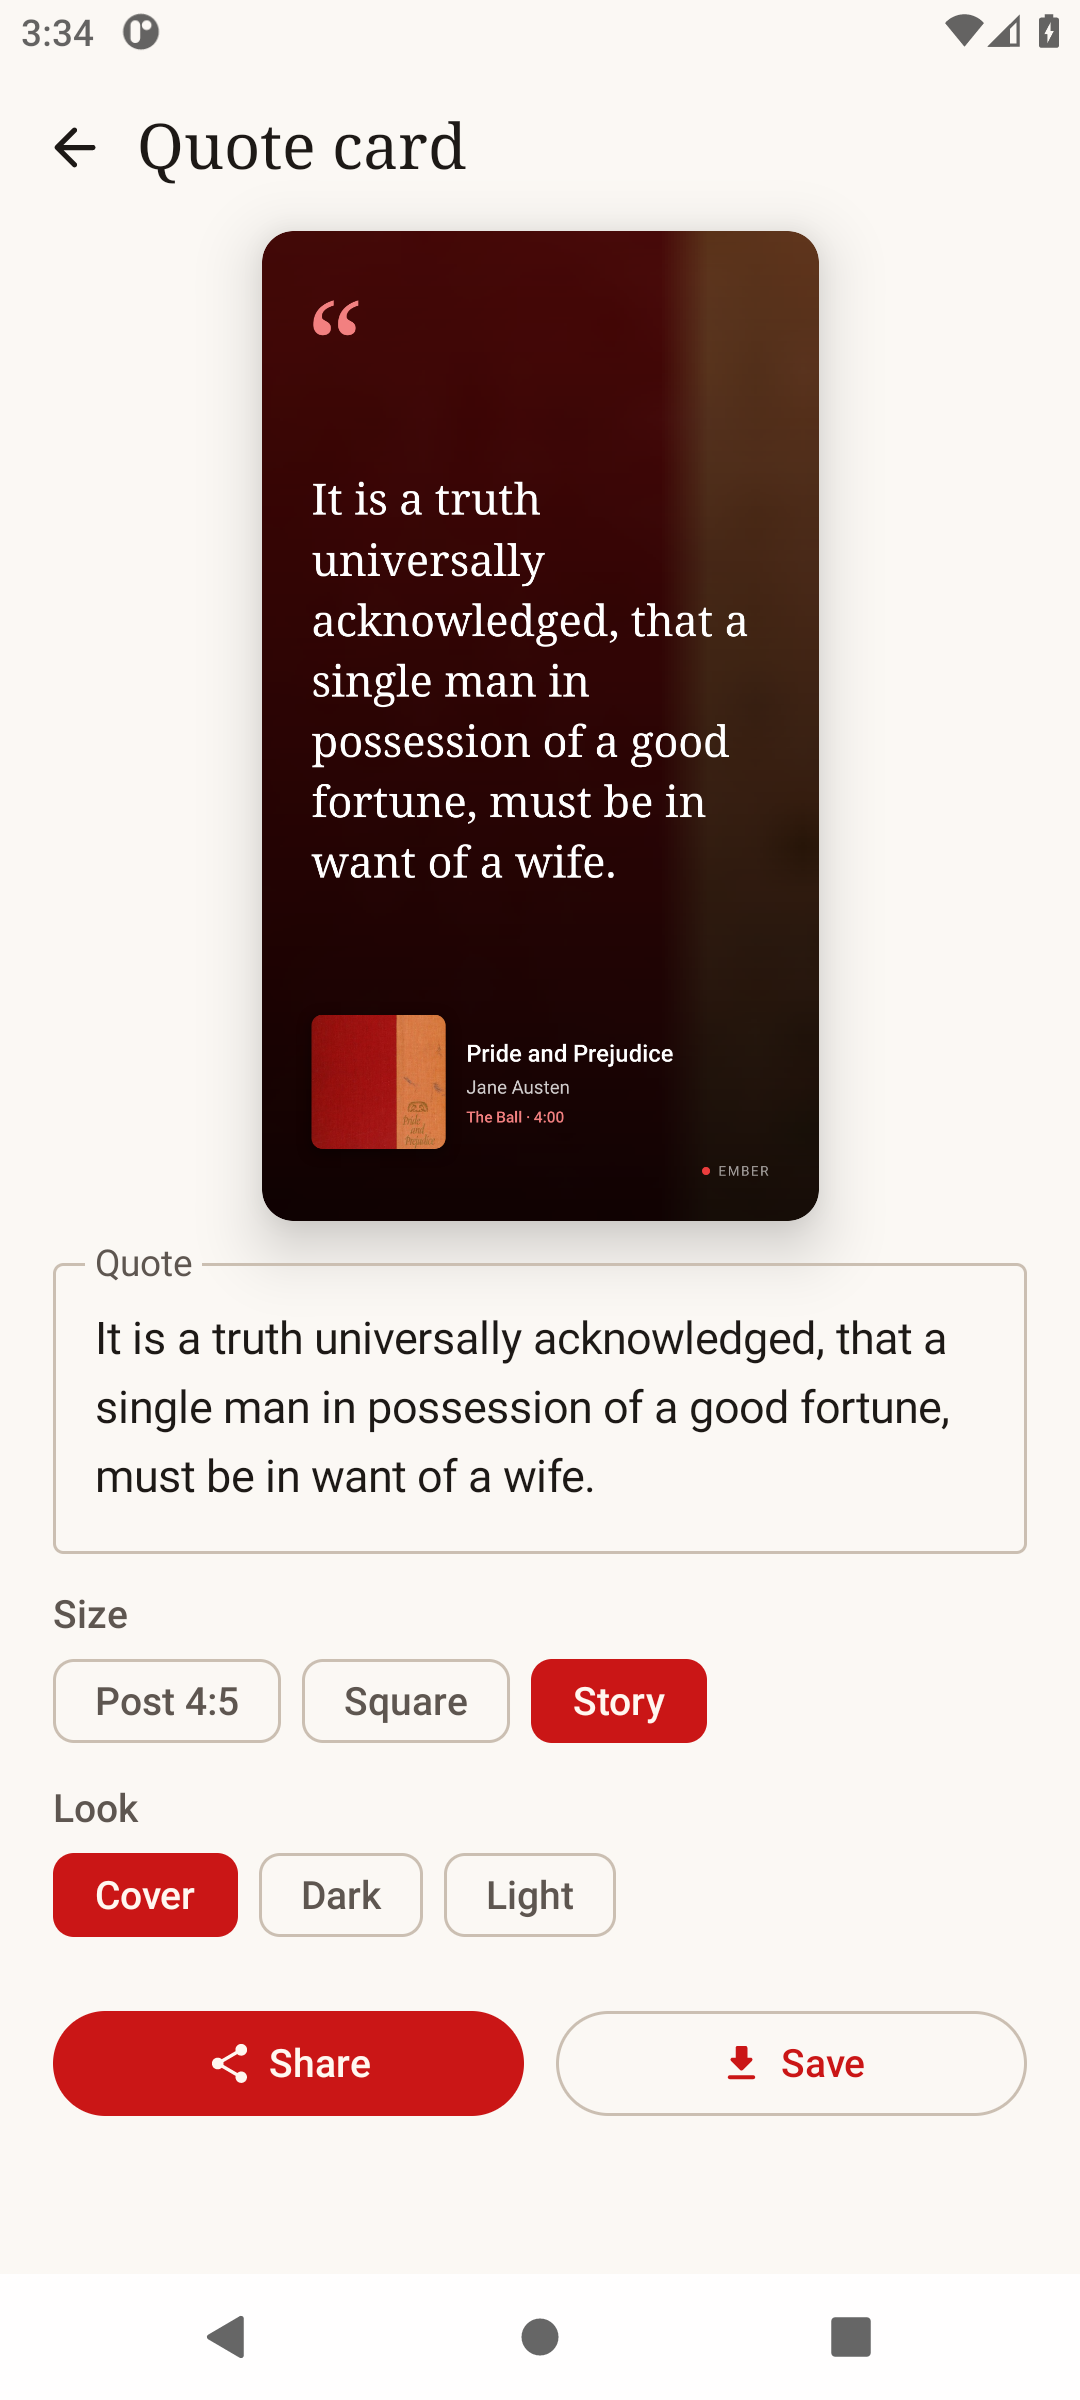 3:34
Quote card
“
It is a truth
universally
acknowledged, that a
single man in
possession of a good
fortune, must be in
want of a wife.
Pride
and
Prejudice
Pride and Prejudice
Jane Austen
The Ball · 4:00
EMBER
Quote
It is a truth universally acknowledged, that a
single man in possession of a good fortune,
must be in want of a wife.
Size
Post 4:5
Square
Story
Look
Cover
Dark
Light
Share
Save